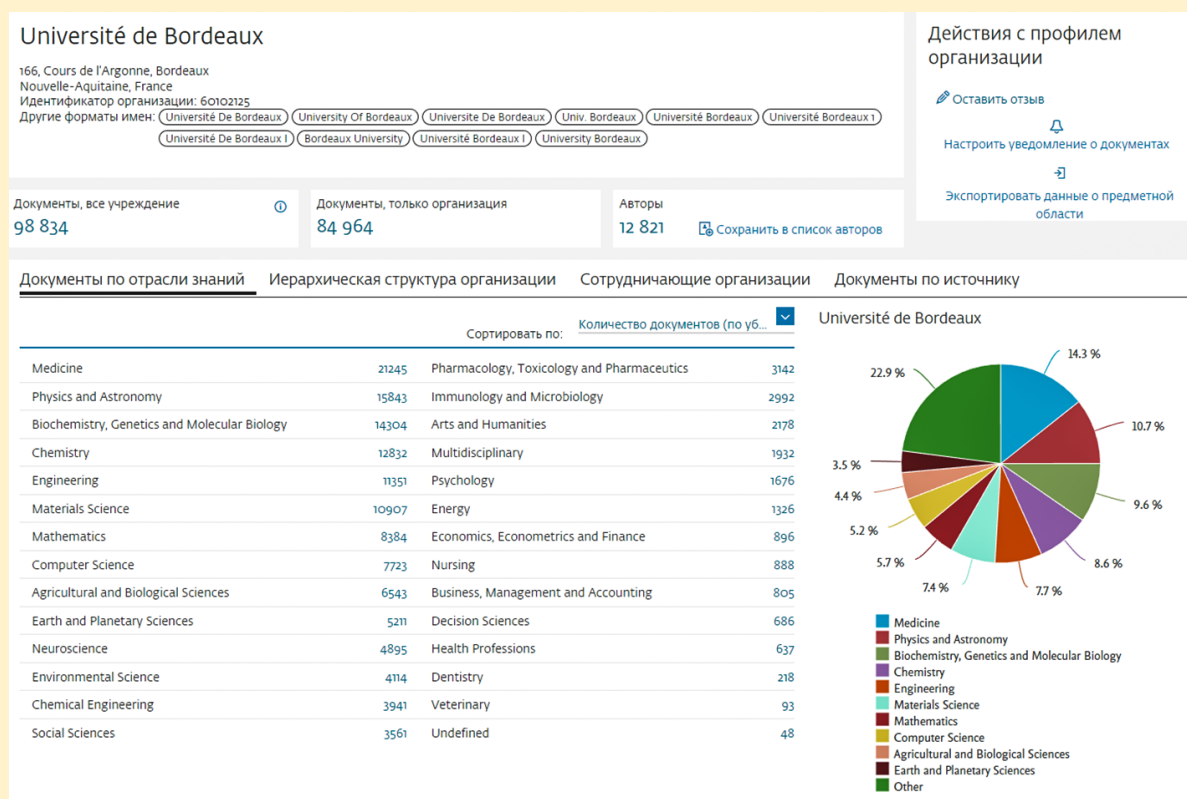 Université de Bordeaux
166, Cours de l'Argonne, Bordeaux
Nouvelle-Aquitaine, France
Идентификатор организации: 60102125
Другие форматы имен: Université De Bordeaux University Of Bordeaux Universite De Bordeaux Univ. Bordeaux Université Bordeaux Université Bordeaux 1
Université De Bordeaux I Bordeaux University Université Bordeaux I University Bordeaux
Действия с профилем
организации
Оставить отзыв
Настроить уведомление о документах
Экспортировать данные о предметной
области
Документы, все учреждение
98 834
Документы, только организация
84 964
Авторы
12 821 Сохранить в список авторов
Документы по отрасли знаний Иерархическая структура организации Сотрудничающие организации Документы по источнику
Сортировать по: Количество документов (по уб...
Medicine 21245 Pharmacology, Toxicology and Pharmaceutics 3142
Physics and Astronomy 15843 Immunology and Microbiology 2992
Biochemistry, Genetics and Molecular Biology 14304 Arts and Humanities 2178
Chemistry 12832 Multidisciplinary 1932
Engineering 11351 Psychology 1676
Materials Science 10907 Energy 1326
Mathematics 8384 Economics, Econometrics and Finance 896
Computer Science 7723 Nursing 888
Agricultural and Biological Sciences 6543 Business, Management and Accounting 805
Earth and Planetary Sciences 5211 Decision Sciences 686
Neuroscience 4895 Health Professions 637
Environmental Science 4114 Dentistry 218
Chemical Engineering 3941 Veterinary 93
Social Sciences 3561 Undefined 48
Université de Bordeaux
14.3 %
10.7 %
9.6 %
8.6 %
7.7 %
7.4 %
5.7 %
5.2 %
4.4 %
3.5 %
22.9 %
Medicine
Physics and Astronomy
Biochemistry, Genetics and Molecular Biology
Chemistry
Engineering
Materials Science
Mathematics
Computer Science
Agricultural and Biological Sciences
Earth and Planetary Sciences
Other